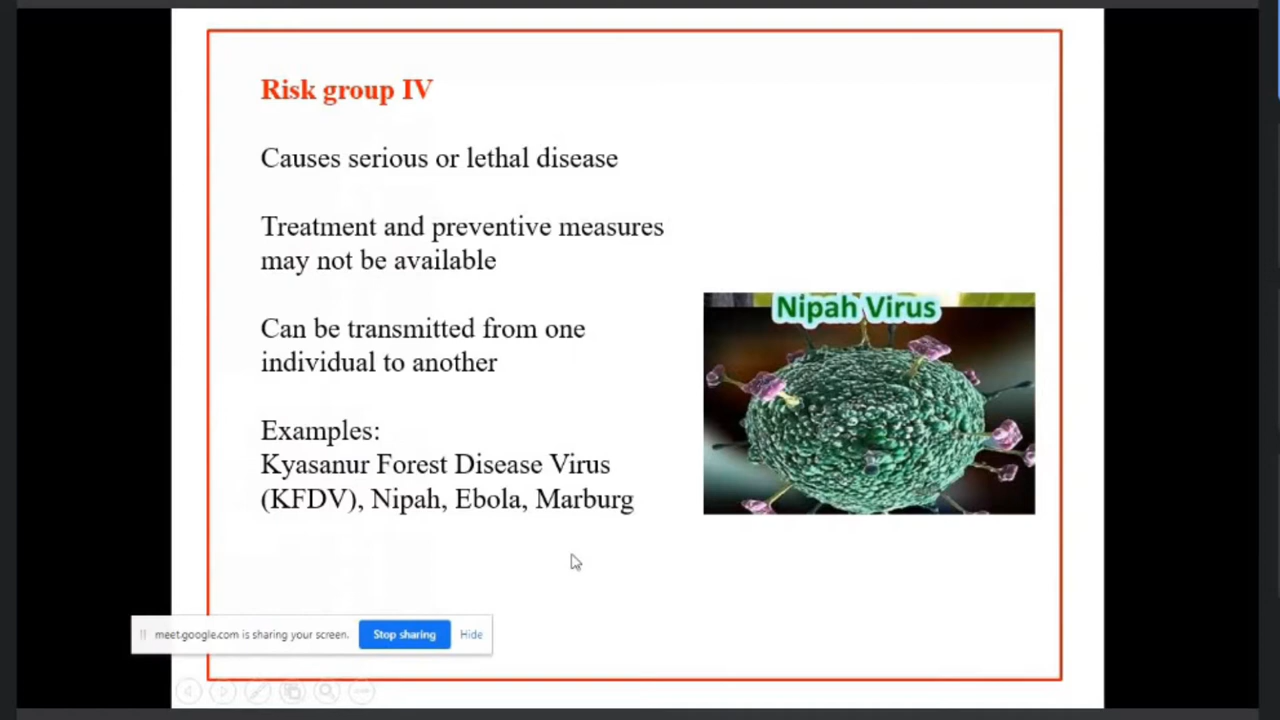 Risk group IV
Causes serious or lethal disease
Treatment and preventive measures
may not be available
Can be transmitted from one
individual to another
Examples:
Kyasanur Forest Disease Virus
(KFDV), Nipah, Ebola, Marburg
Nipah Virus
meet.google.com is sharing your screen.
Stop sharing
Hide